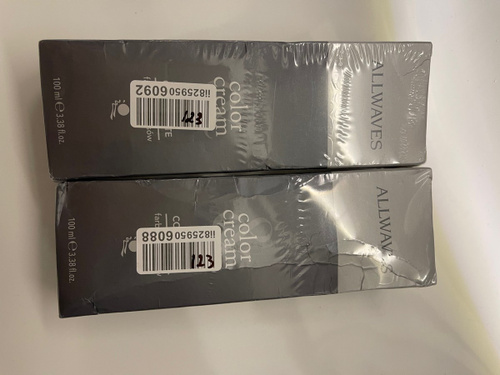 ALLWAVES
color
cream
100 ml e 3.38 fl.oz.
ii825950 6092
123
ALLWAVES
color
cream
100 ml e 3.38 fl.oz.
ii825950 6088
123